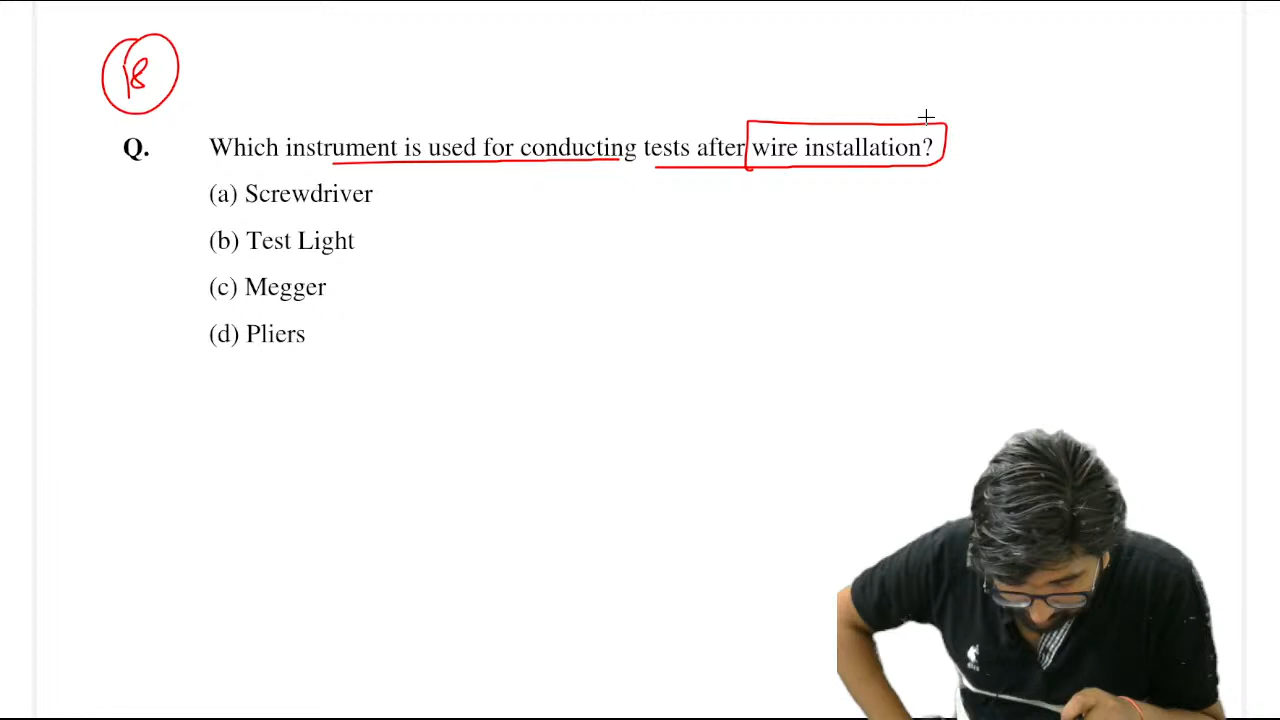 18
Q. Which instrument is used for conducting tests after wire installation?
(a) Screwdriver
(b) Test Light
(c) Megger
(d) Pliers